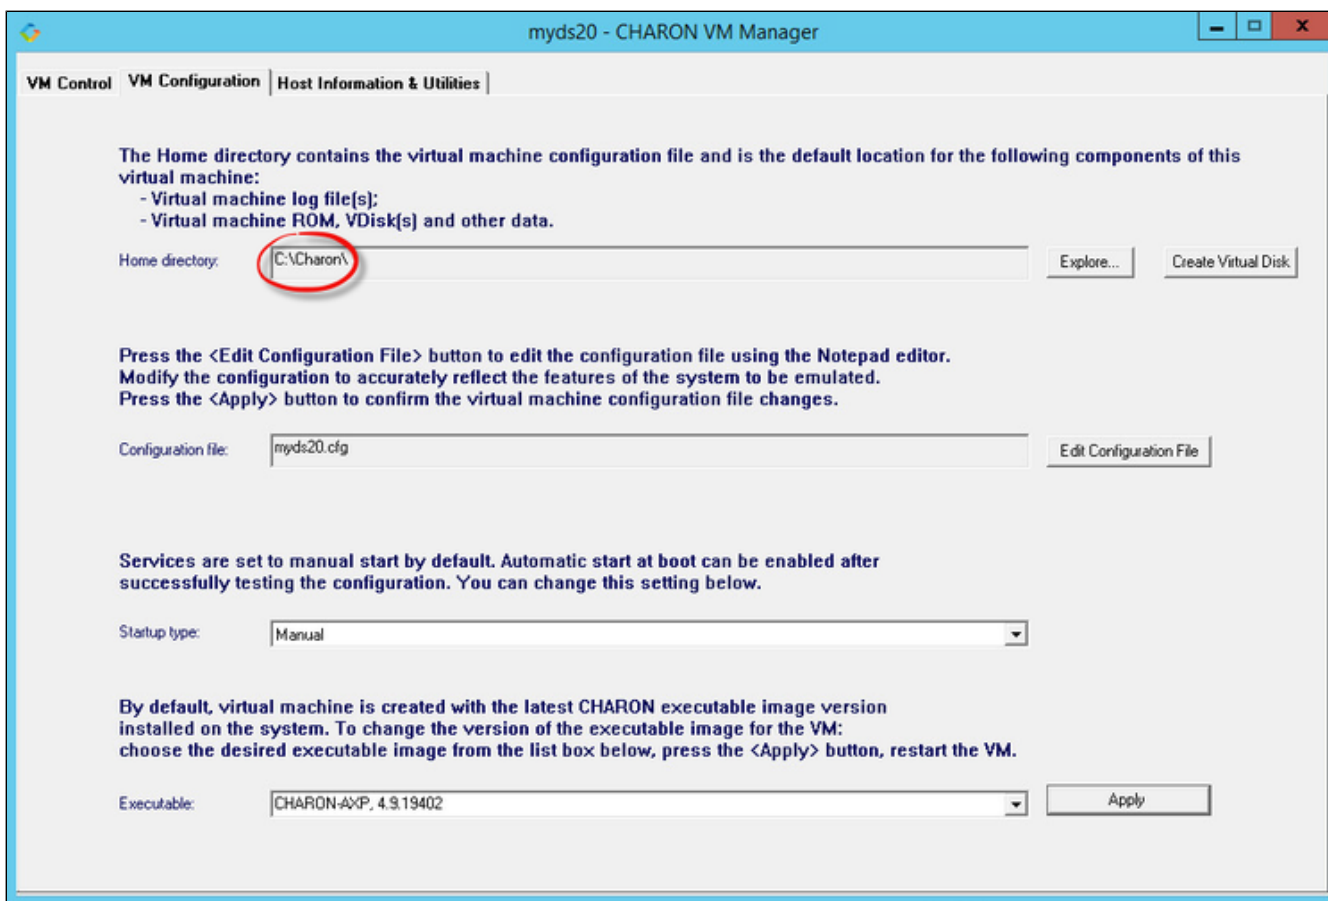 myds20 - CHARON VM Manager
VM Control VM Configuration Host Information & Utilities
The Home directory contains the virtual machine configuration file and is the default location for the following components of this
virtual machine:
- Virtual machine log file(s);
- Virtual machine ROM, VDisk(s) and other data.
Home directory: C:\Charon\ Explore... Create Virtual Disk
Press the <Edit Configuration File> button to edit the configuration file using the Notepad editor.
Modify the configuration to accurately reflect the features of the system to be emulated.
Press the <Apply> button to confirm the virtual machine configuration file changes.
Configuration file: myds20.cfg Edit Configuration File
Services are set to manual start by default. Automatic start at boot can be enabled after
successfully testing the configuration. You can change this setting below.
Startup type: Manual
By default, virtual machine is created with the latest CHARON executable image version
installed on the system. To change the version of the executable image for the VM:
choose the desired executable image from the list box below, press the <Apply> button, restart the VM.
Executable: CHARON-AXP, 4.9.19402 Apply